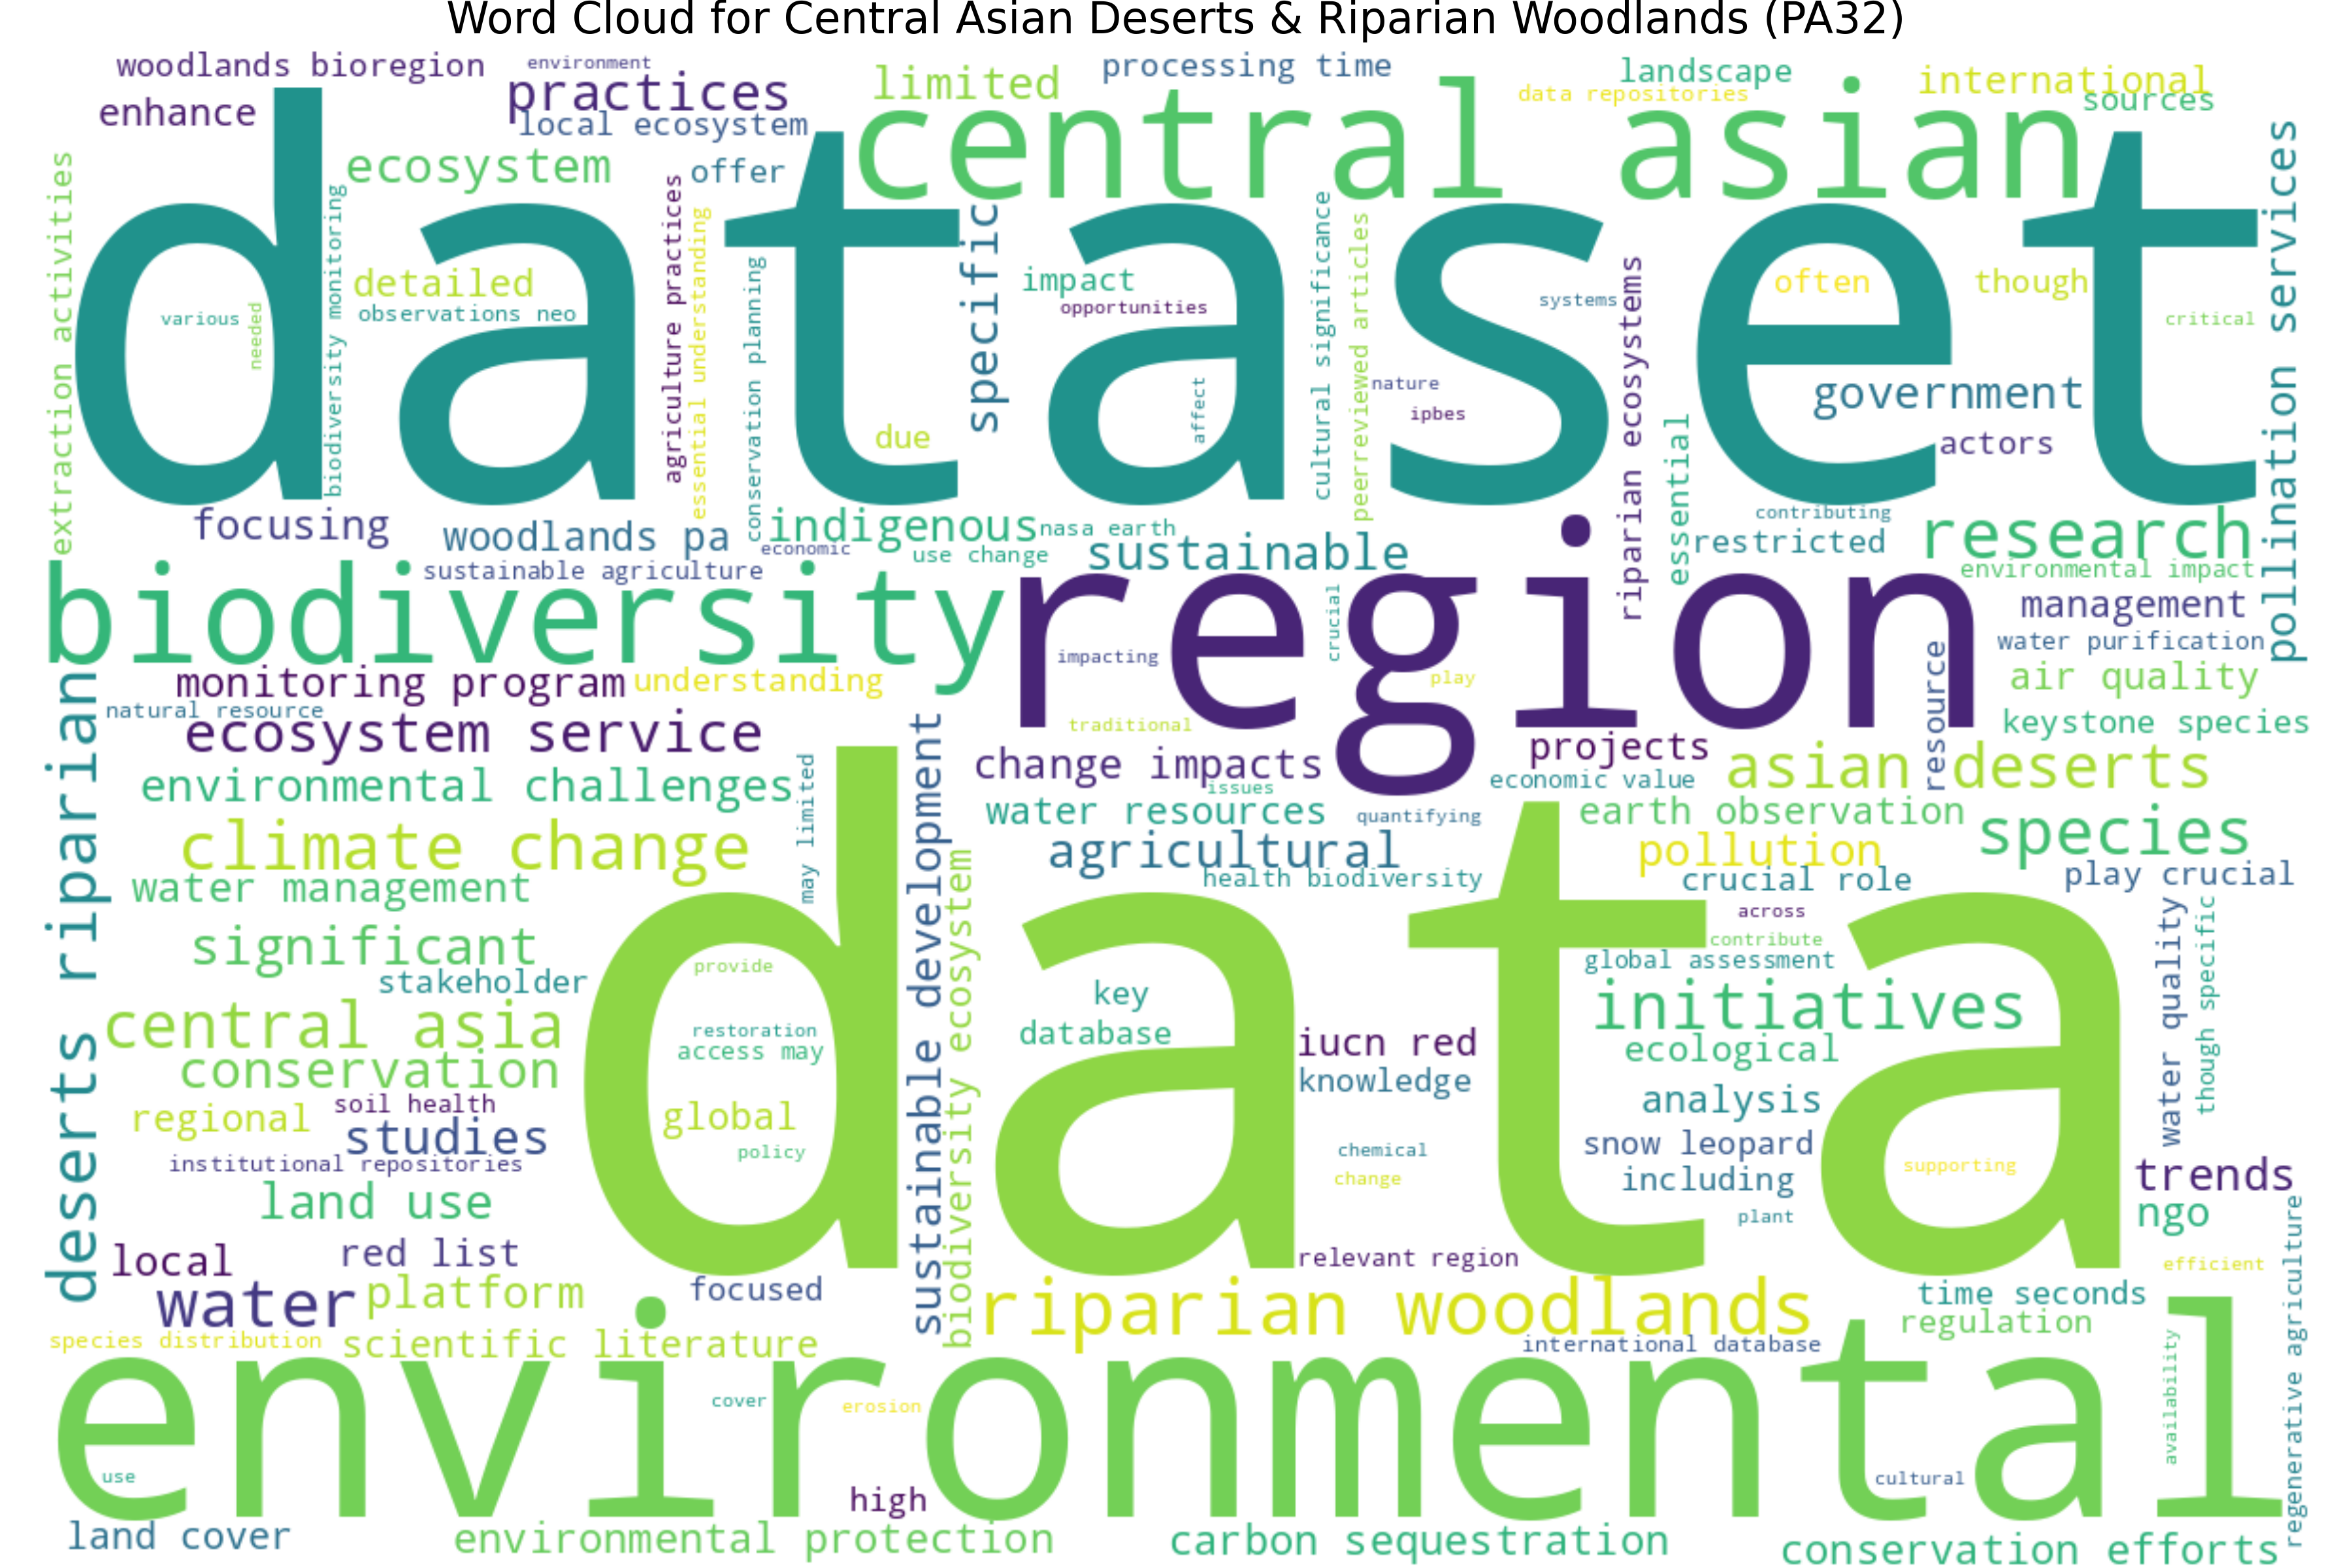 Word Cloud for Central Asian Deserts & Riparian Woodlands (PA32)
woodlands bioregion
environment
processing time
landscape
international
enhance
practices
limited
data repositories
sources
local ecosystem
central asian
ecosystem
offer
dataset
extraction activities
biodiversity monitoring
agriculture practices
essential understanding
conservation planning
specific
cultural significance
peerreviewed articles
riparian ecosystems
pollination services
detailed
observations neo
various
needed
impact
opportunities
systems
often
though
critical
nature
ipbes
affect
due
government
actors
essential
focusing
woodlands pa
indigenous
nasa earth
economic
use change
sustainable
contributing
restricted
research
sustainable agriculture
environmental impact
biodiversity
region
crucial
management
water purification
impacting
play
resource
air quality
monitoring program
understanding
natural resource
traditional
keystone species
ecosystem service
deserts riparian
change impacts
projects
asian deserts
environmental challenges
may limited
issues
economic value
water resources
quantifying
earth observation
species
climate change
sustainable development
biodiversity ecosystem
agricultural
pollution
health biodiversity
crucial role
play crucial
water management
data
across
contribute
global assessment
water quality
though specific
significant
provide
stakeholder
key
database
initiatives
central asia
restoration
access may
iucn red
ecological
conservation
knowledge
analysis
regional
soil health
global
studies
policy
chemical
snow leopard
institutional repositories
change
including
supporting
trends
land use
plant
ngo
local
red list
relevant region
efficient
regenerative agriculture
water
platform
focused
riparian woodlands
time seconds
regulation
species distribution
scientific literature
international database
availability
environmental
cover
erosion
use
cultural
high
land cover
environmental protection
carbon sequestration
conservation efforts